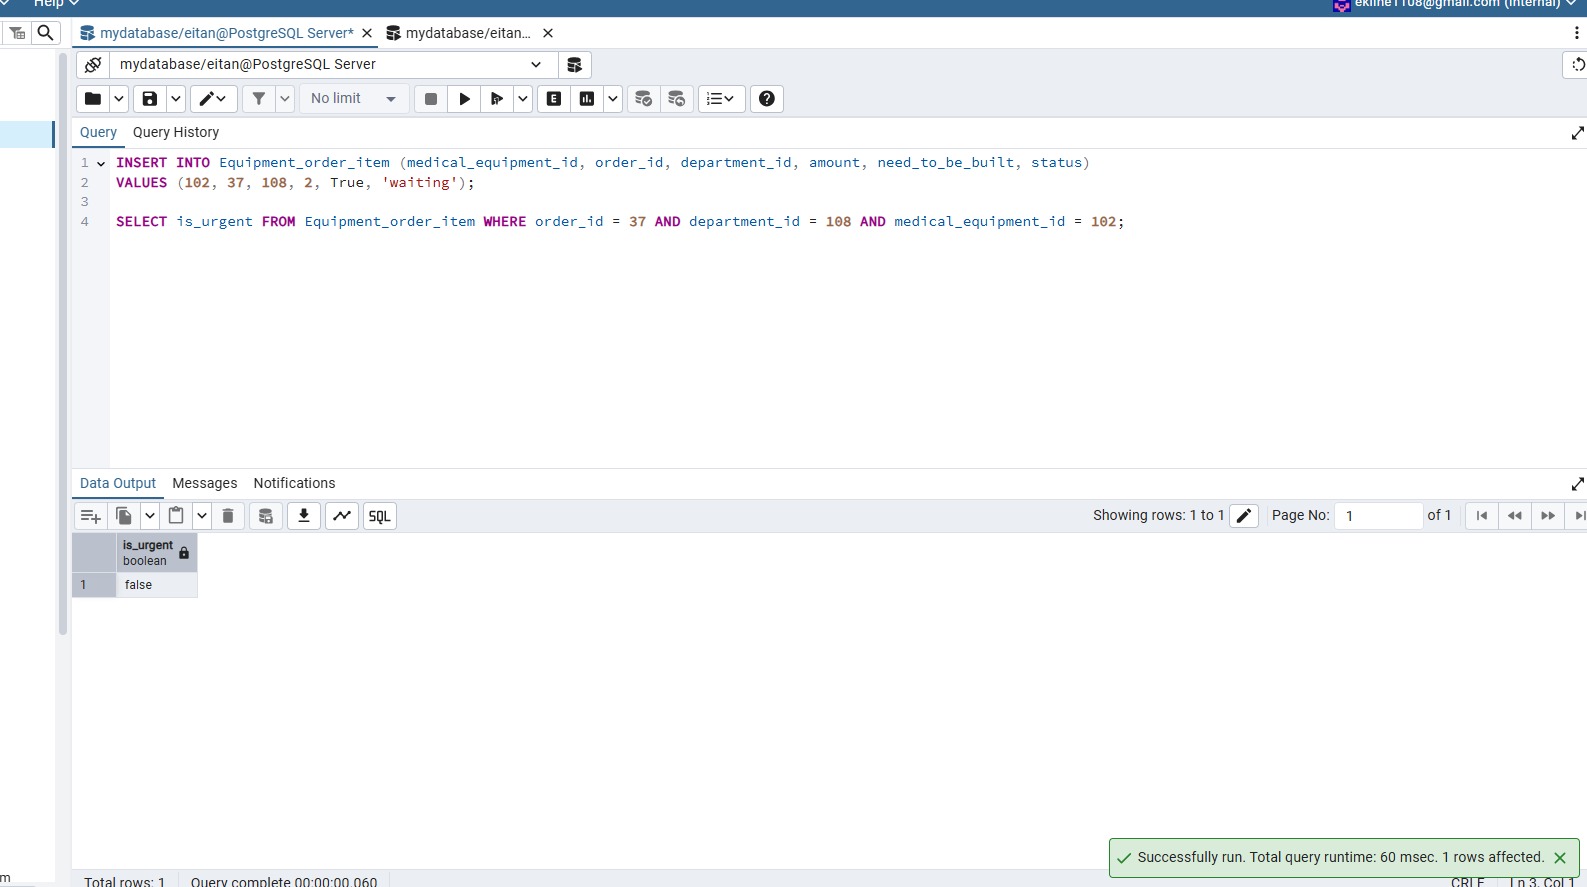 Help
ekline1108@gmail.com (internal)
mydatabase/eitan@PostgreSQL Server*
mydatabase/eitan...
mydatabase/eitan@PostgreSQL Server
No limit
E
Query
Query History
1 INSERT INTO Equipment_order_item (medical_equipment_id, order_id, department_id, amount, need_to_be_built, status)
2 VALUES (102, 37, 108, 2, True, 'waiting');
3
4 SELECT is_urgent FROM Equipment_order_item WHERE order_id = 37 AND department_id = 108 AND medical_equipment_id = 102;
Data Output
Messages
Notifications
SQL
Showing rows: 1 to 1
Page No: 1 of 1
is_urgent
boolean
1 false
Successfully run. Total query runtime: 60 msec. 1 rows affected.
m
Total rows: 1
Query complete 00:00:00.060
CRLF
Ln 3, Col 1